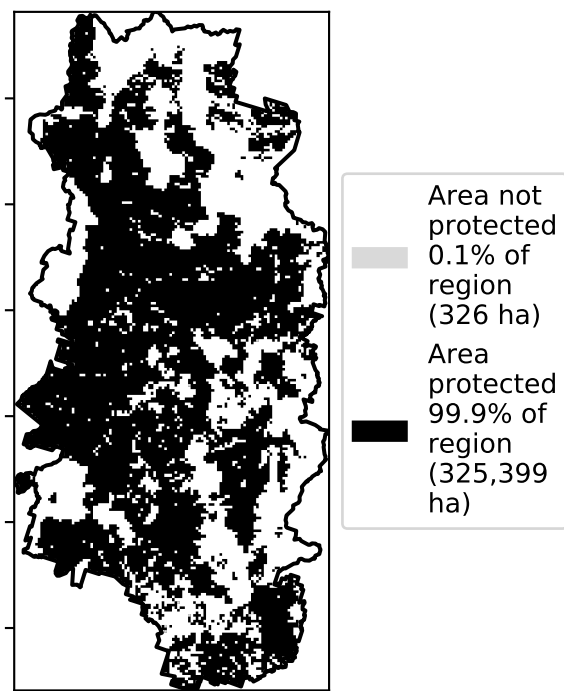 Area not
protected
0.1% of
region
(326 ha)
Area
protected
99.9% of
region
(325,399
ha)